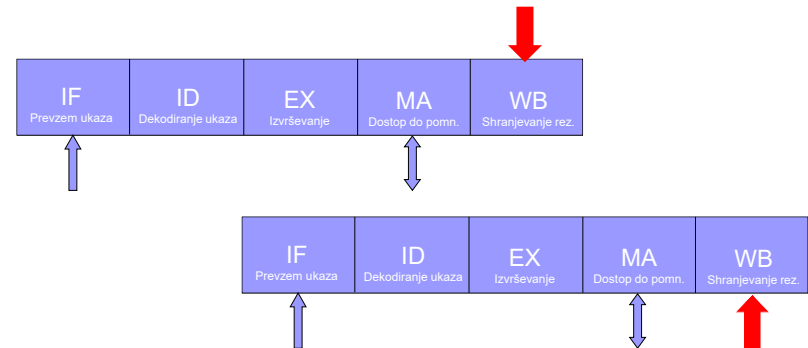 IF ID EX MA WB
Prevzem ukaza Dekodiranje ukaza Izvrševanje Dostop do pomn. Shranjevanje rez.
IF ID EX MA WB
Prevzem ukaza Dekodiranje ukaza Izvrševanje Dostop do pomn. Shranjevanje rez.